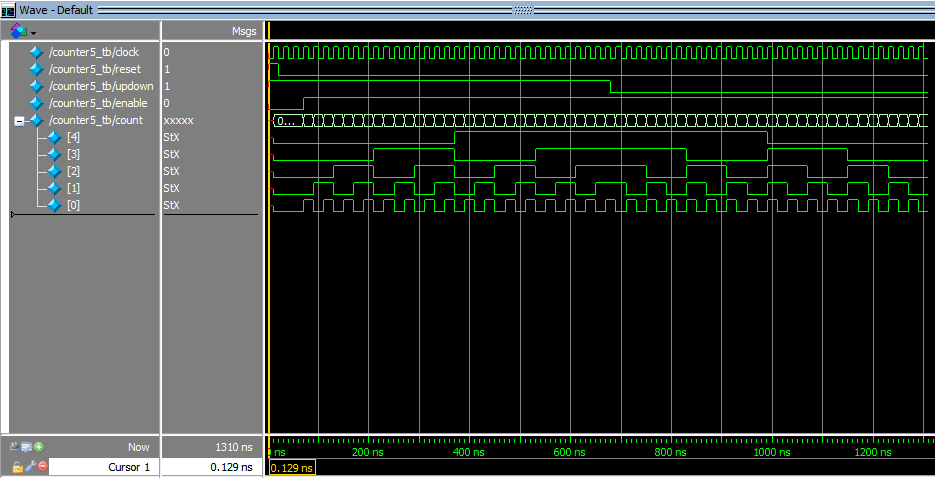 Wave - Default
Msgs
/counter5_tb/clock 0
/counter5_tb/reset 1
/counter5_tb/updown 1
/counter5_tb/enable 0
/counter5_tb/count xxxxx 0...
[4] StX
[3] StX
[2] StX
[1] StX
[0] StX
Now 1310 ns ns 200 ns 400 ns 600 ns 800 ns 1000 ns 1200 ns
Cursor 1 0.129 ns 0.129 ns